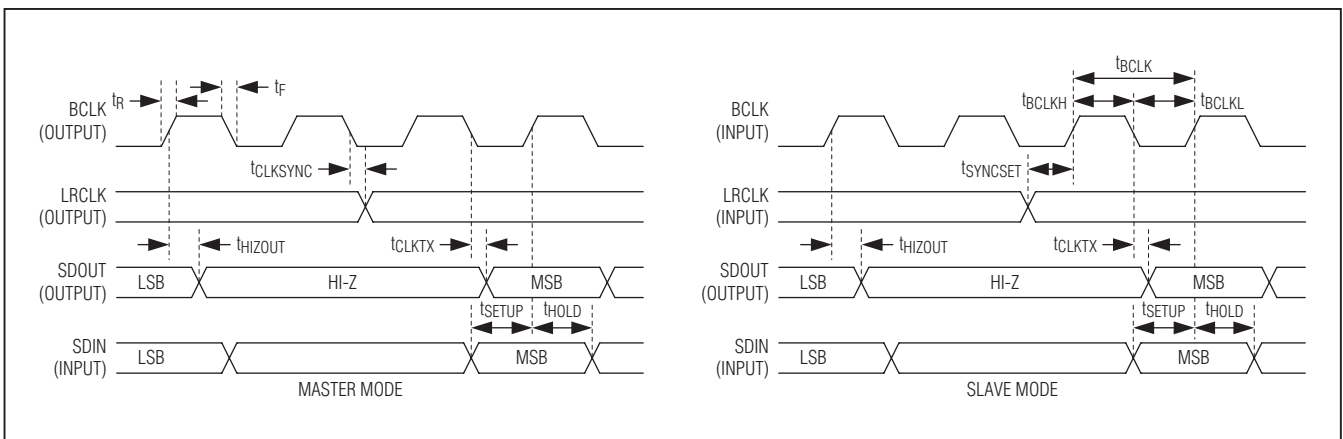 tR
tF
BCLK
(OUTPUT)
tCLKSYNC
LRCLK
(OUTPUT)
tHIZOUT
tCLKTX
SDOUT
(OUTPUT)
LSB
HI-Z
MSB
tSETUP
tHOLD
SDIN
(INPUT)
LSB
MSB
MASTER MODE
tBCLK
tBCLKH
tBCLKL
BCLK
(INPUT)
tSYNCSET
LRCLK
(INPUT)
tHIZOUT
tCLKTX
SDOUT
(OUTPUT)
LSB
HI-Z
MSB
tSETUP
tHOLD
SDIN
(INPUT)
LSB
MSB
SLAVE MODE